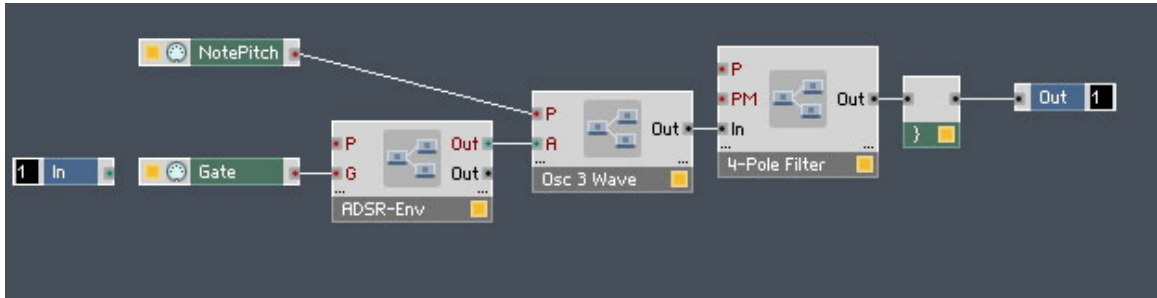 NotePitch
1 In
Gate
P
G
Out
Out
...
...
ADSR-Env
P
A
Out
...
...
Osc 3 Wave
P
PM
In
Out
...
...
4-Pole Filter
}
Out 1